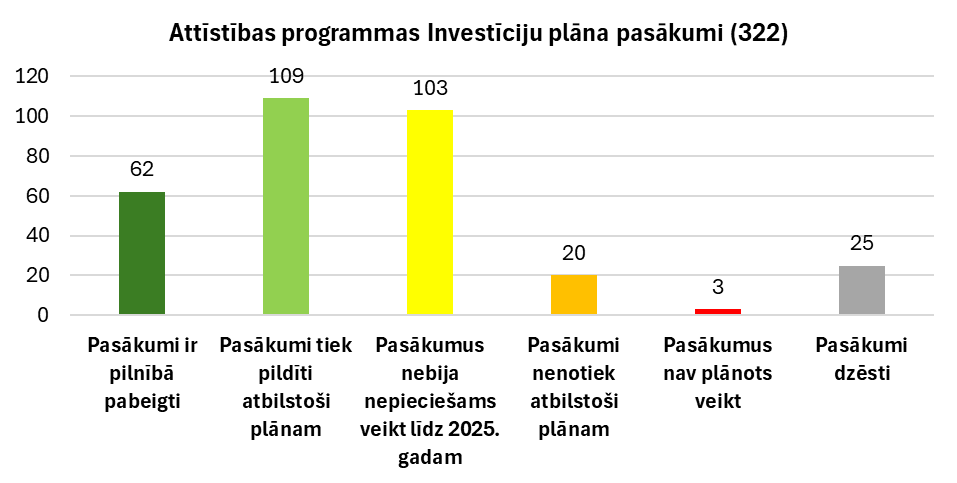 Attīstības programmas Investīciju plāna pasākumi (322)
120
100
80
60
40
20
0
62
109
103
20
3
25
Pasākumi ir
pilnībā
pabeigti
Pasākumi tiek
pildīti
atbilstoši
plānam
Pasākumus
nebija
nepieciešams
veikt līdz 2025.
gadam
Pasākumi
nenotiek
atbilstoši
plānam
Pasākumus
nav plānots
veikt
Pasākumi
dzēsti